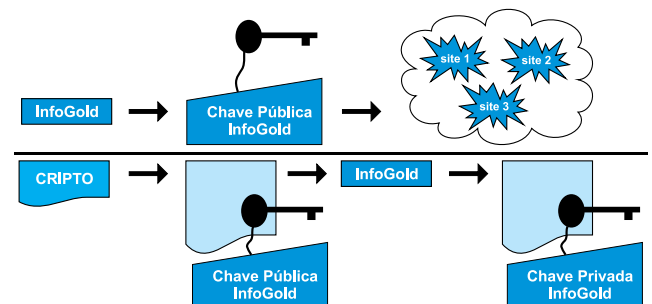 InfoGold
Chave Pública
InfoGold
site 1
site 2
site 3
CRIPTO
Chave Pública
InfoGold
InfoGold
Chave Privada
InfoGold